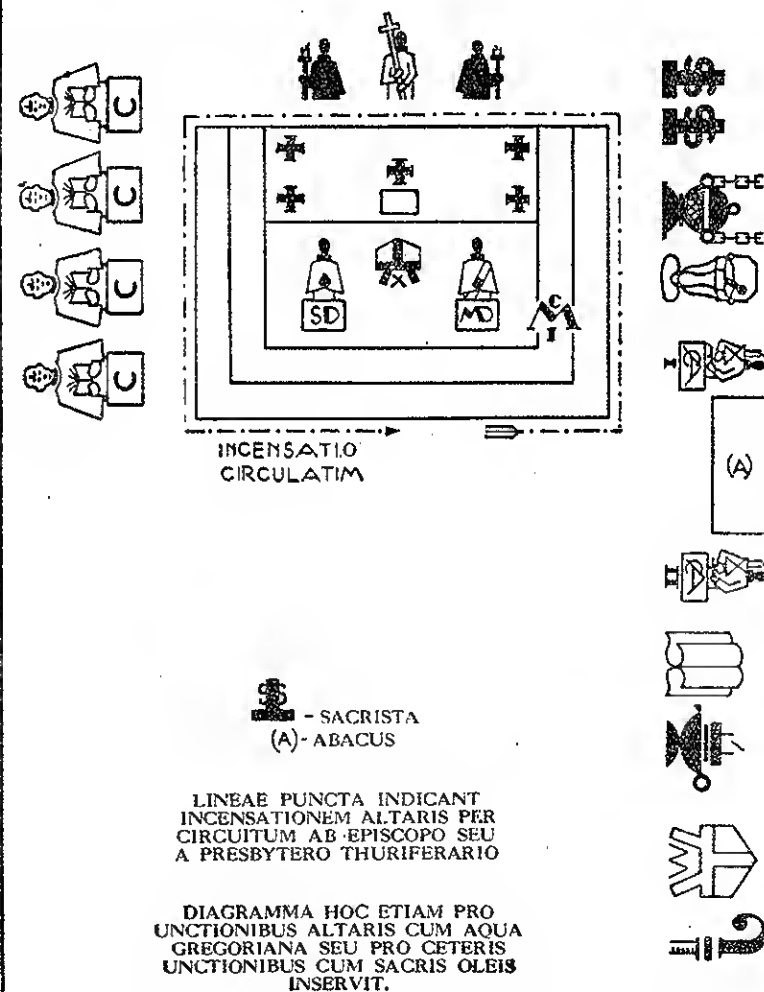 C
C
C
C
SD
X
MD
M
C
I
INCENSATIO
CIRCULATIM
I
(A)
II
- SACRISTA
(A)- ABACUS
LINEAE PUNCTA INDICANT
INCENSATIONEM ALTARIS PER
CIRCUITUM AB EPISCOPO SEU
A PRESBYTERO THURIFERARIO
DIAGRAMMA HOC ETIAM PRO
UNCTIONIBUS ALTARIS CUM AQUA
GREGORIANA SEU PRO CETERIS
UNCTIONIBUS CUM SACRIS OLEIS
INSERVIT.